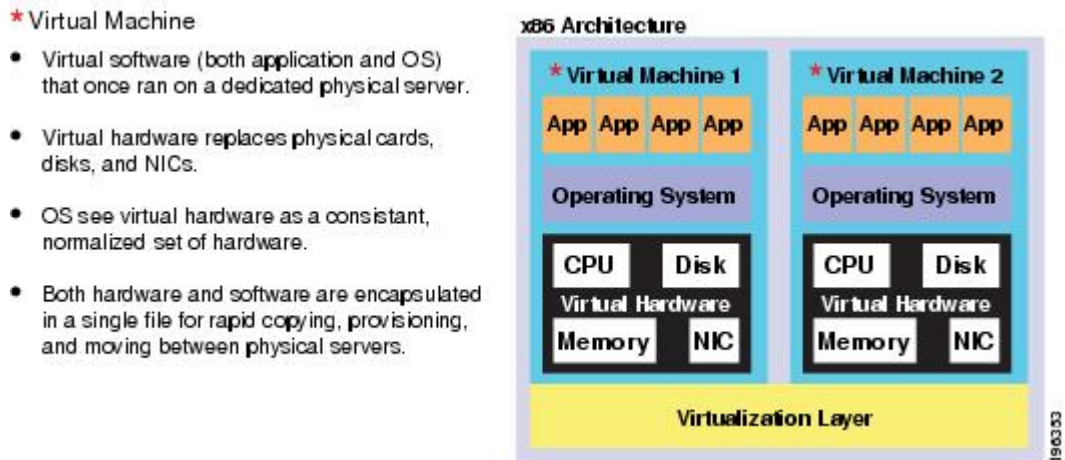 * Virtual Machine
• Virtual software (both application and OS)
that once ran on a dedicated physical server.
• Virtual hardware replaces physical cards,
disks, and NICs.
• OS see virtual hardware as a consistant,
normalized set of hardware.
• Both hardware and software are encapsulated
in a single file for rapid copying, provisioning,
and moving between physical servers.
x86 Architecture
* Virtual Machine 1
App App App App
Operating System
CPU Disk
Virtual Hardware
Memory NIC
* Virtual Machine 2
App App App App
Operating System
CPU Disk
Virtual Hardware
Memory NIC
Virtualization Layer
196353